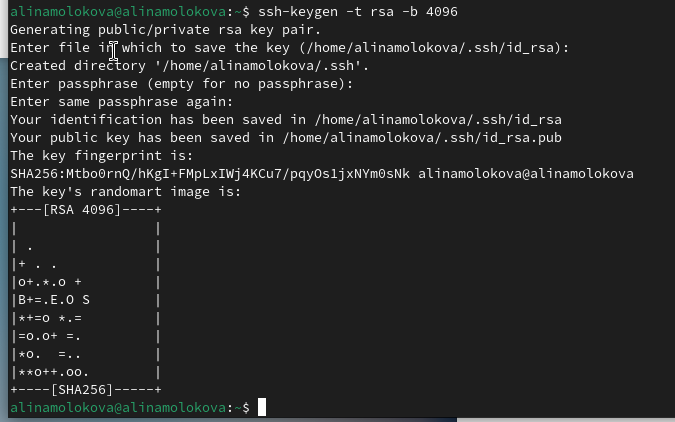 alinamolokova@alinamolokova:~$ ssh-keygen -t rsa -b 4096
Generating public/private rsa key pair.
Enter file in which to save the key (/home/alinamolokova/.ssh/id_rsa):
Created directory '/home/alinamolokova/.ssh'.
Enter passphrase (empty for no passphrase):
Enter same passphrase again:
Your identification has been saved in /home/alinamolokova/.ssh/id_rsa
Your public key has been saved in /home/alinamolokova/.ssh/id_rsa.pub
The key fingerprint is:
SHA256:Mtbo0rnQ/hKgI+FMpLxIWj4KCu7/pqyOs1jxNYm0sNk alinamolokova@alinamolokova
The key's randomart image is:
+---[RSA 4096]----+
|                 |
| .               |
|+ . .            |
|o+.*.o +         |
|B+=.E.O S        |
|*+=o *.=         |
|=o.o+ =.         |
|*o.  =..         |
|**o++.oo.        |
+----[SHA256]-----+
alinamolokova@alinamolokova:~$